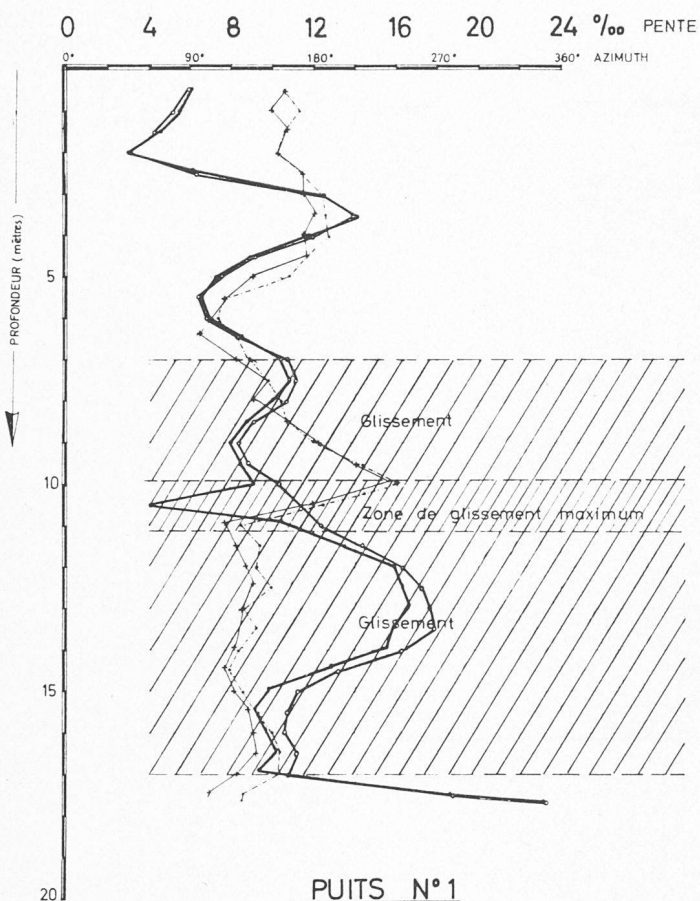 0 4 8 12 16 20 24 ‰ PENTE
0° 90° 180° 270° 360° AZIMUTH
PROFONDEUR (mètres)
5
Glissement
10
Zone de glissement maximum
Glissement
15
20
PUITS N°1